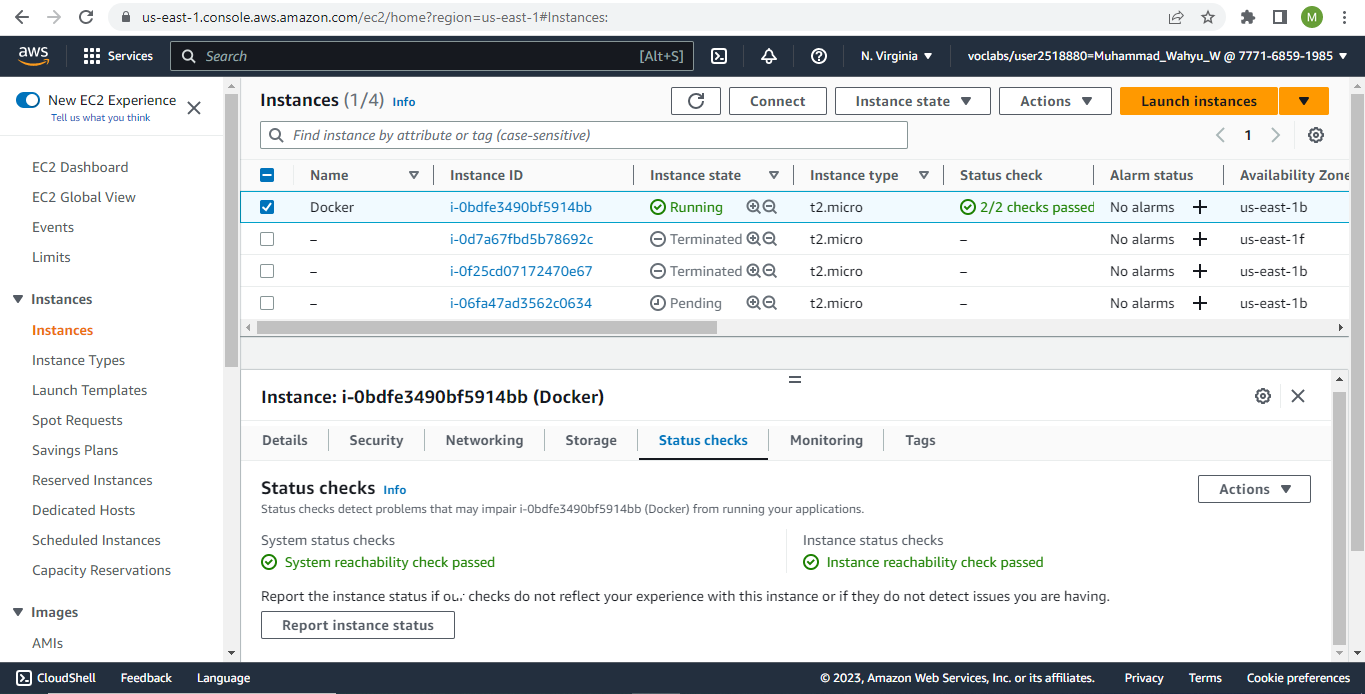 us-east-1.console.aws.amazon.com/ec2/home?region=us-east-1#Instances:
M
aws
Services
Search
[Alt+S]
N. Virginia
voclabs/user2518880=Muhammad_Wahyu_W @ 7771-6859-1985
New EC2 Experience
Tell us what you think
EC2 Dashboard
EC2 Global View
Events
Limits
Instances
Instances
Instance Types
Launch Templates
Spot Requests
Savings Plans
Reserved Instances
Dedicated Hosts
Scheduled Instances
Capacity Reservations
Images
AMIs
Instances (1/4) Info
Connect
Instance state
Actions
Launch instances
Find instance by attribute or tag (case-sensitive)
1
Name Instance ID Instance state Instance type Status check Alarm status Availability Zone
Docker i-0bdfe3490bf5914bb Running t2.micro 2/2 checks passed No alarms + us-east-1b
– i-0d7a67fbd5b78692c Terminated t2.micro – No alarms + us-east-1f
– i-0f25cd07172470e67 Terminated t2.micro – No alarms + us-east-1b
– i-06fa47ad3562c0634 Pending t2.micro – No alarms + us-east-1b
Instance: i-0bdfe3490bf5914bb (Docker)
Details Security Networking Storage Status checks Monitoring Tags
Status checks Info
Actions
Status checks detect problems that may impair i-0bdfe3490bf5914bb (Docker) from running your applications.
System status checks
System reachability check passed
Instance status checks
Instance reachability check passed
Report the instance status if our checks do not reflect your experience with this instance or if they do not detect issues you are having.
Report instance status
CloudShell Feedback Language © 2023, Amazon Web Services, Inc. or its affiliates. Privacy Terms Cookie preferences